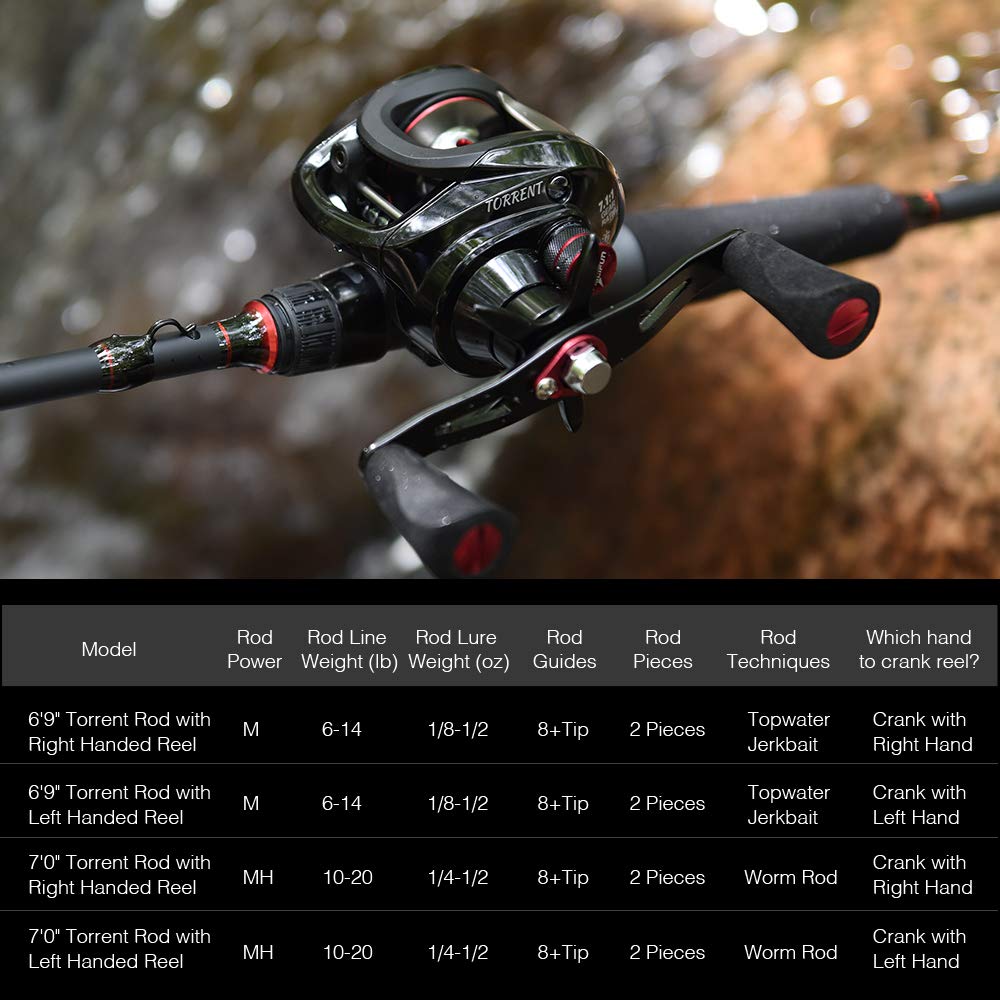 TORRENT
Model
Rod Power
Rod Line Weight (lb)
Rod Lure Weight (oz)
Rod Guides
Rod Pieces
Rod Techniques
Which hand to crank reel?
6'9" Torrent Rod with Right Handed Reel
M
6-14
1/8-1/2
8+Tip
2 Pieces
Topwater Jerkbait
Crank with Right Hand
6'9" Torrent Rod with Left Handed Reel
M
6-14
1/8-1/2
8+Tip
2 Pieces
Topwater Jerkbait
Crank with Left Hand
7'0" Torrent Rod with Right Handed Reel
MH
10-20
1/4-1/2
8+Tip
2 Pieces
Worm Rod
Crank with Right Hand
7'0" Torrent Rod with Left Handed Reel
MH
10-20
1/4-1/2
8+Tip
2 Pieces
Worm Rod
Crank with Left Hand